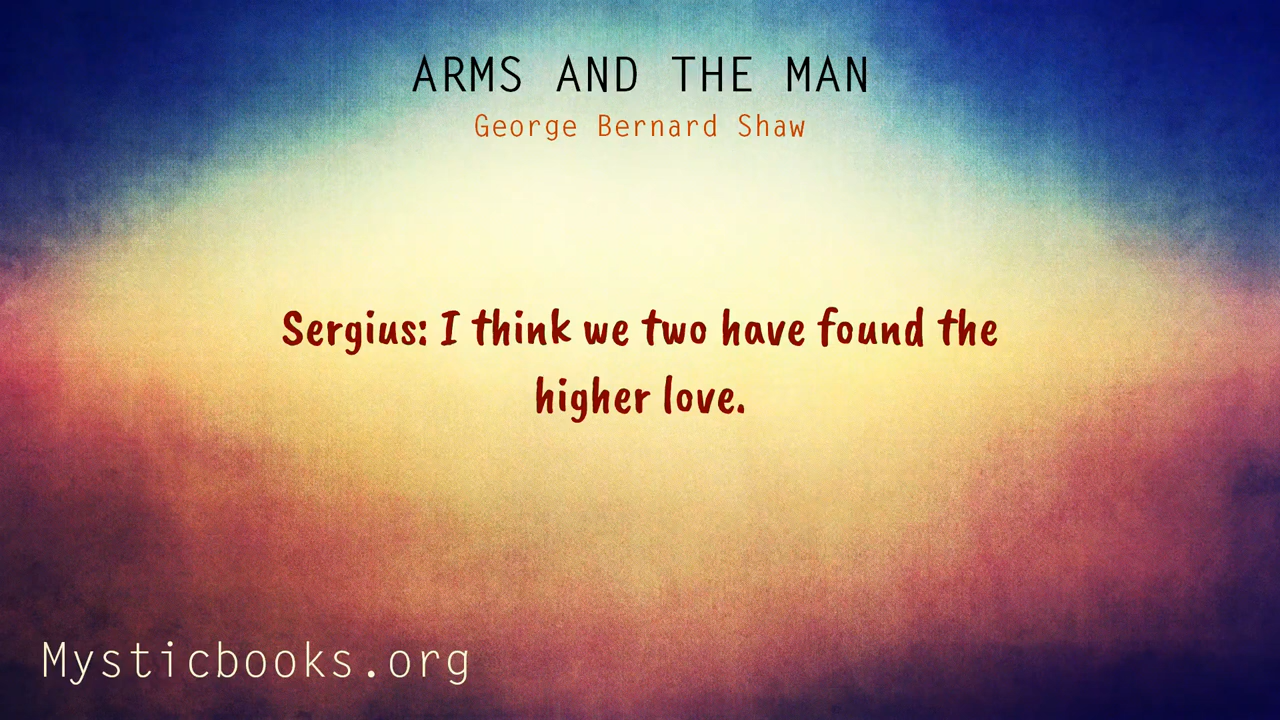 ARMS AND THE MAN
George Bernard Shaw
Sergius: I think we two have found the
higher love.
Mysticbooks.org